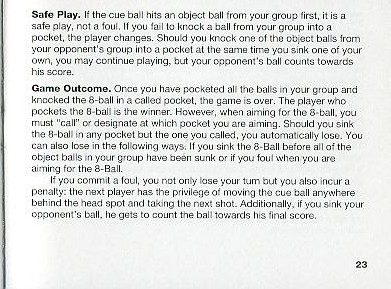 Safe Play. If the cue ball hits an object ball from your group first, it is a
safe play, not a foul. If you fail to knock a ball from your group into a
pocket, the player changes. Should you knock one of the object balls from
your opponent's group into a pocket at the same time you sink one of your
own, you may continue playing, but your opponent's ball counts towards
his score.
Game Outcome. Once you have pocketed all the balls in your group and
knocked the 8-ball in a called pocket, the game is over. The player who
pockets the 8-ball is the winner. However, when aiming for the 8-ball, you
must "call" or designate at which pocket you are aiming. Should you sink
the 8-ball in any pocket but the one you called, you automatically lose. You
can also lose in the following ways. If you sink the 8-Ball before all of the
object balls in your group have been sunk or if you foul when you are
aiming for the 8-Ball.
If you commit a foul, you not only lose your turn but you also incur a
penalty: the next player has the privilege of moving the cue ball anywhere
behind the head spot and taking the next shot. Additionally, if you sink your
opponent's ball, he gets to count the ball towards his final score.
23